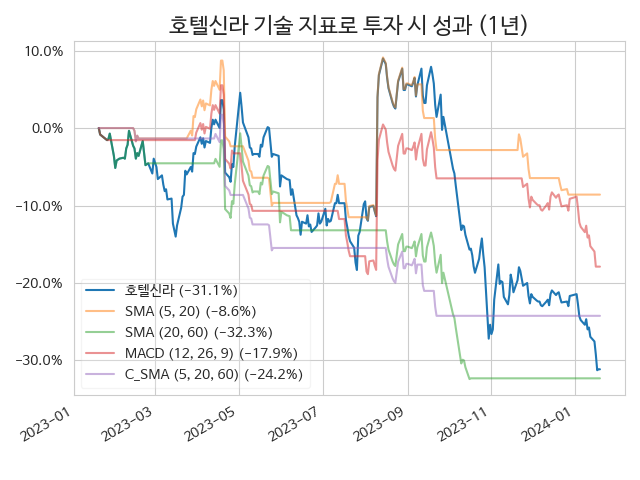 호텔신라 기술 지표로 투자 시 성과 (1년)
10.0%
0.0%
−10.0%
−20.0%
−30.0%
호텔신라 (−31.1%)
SMA (5, 20) (−8.6%)
SMA (20, 60) (−32.3%)
MACD (12, 26, 9) (−17.9%)
C_SMA (5, 20, 60) (−24.2%)
2023-01
2023-03
2023-05
2023-07
2023-09
2023-11
2024-01